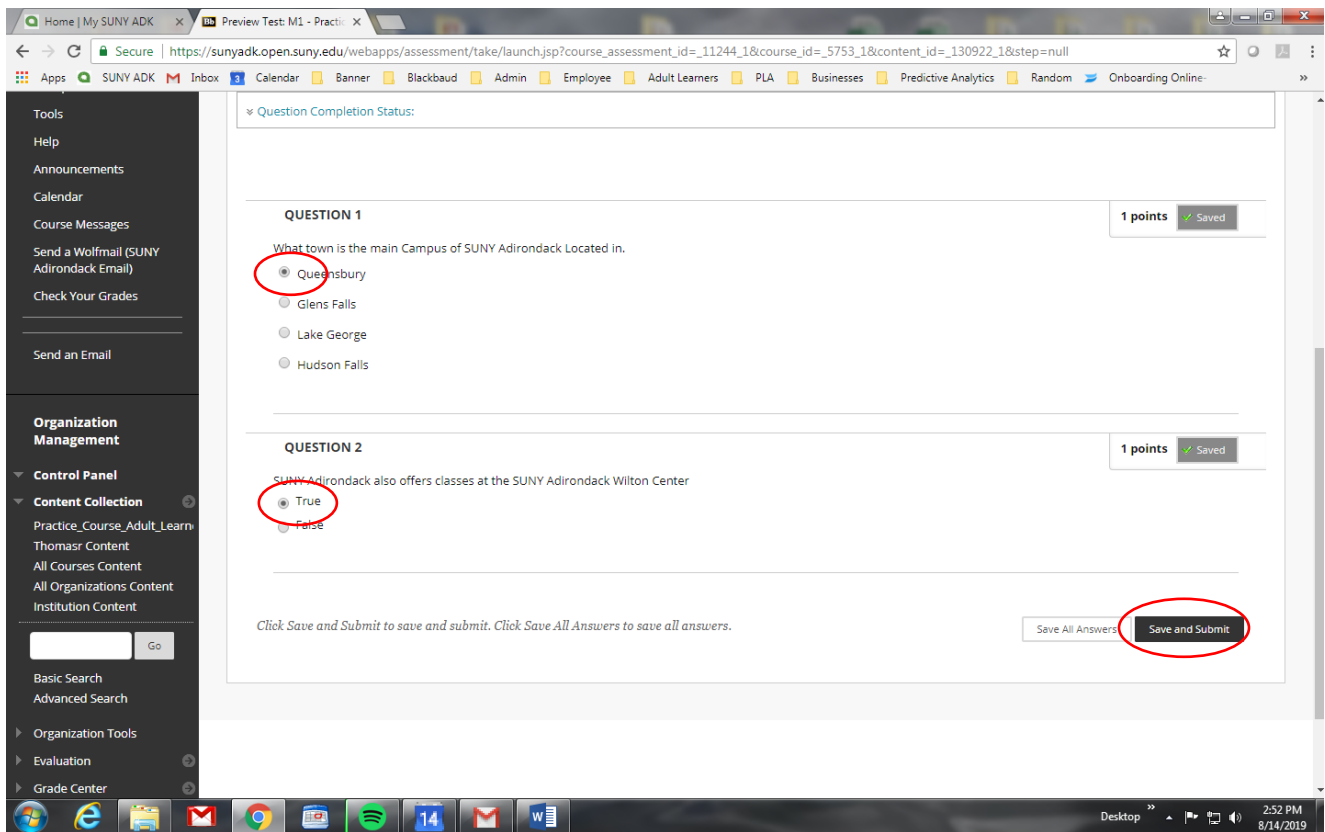 Home | My SUNY ADK
Preview Test: M1 - Practic
Secure | https://sunyadk.open.suny.edu/webapps/assessment/take/launch.jsp?course_assessment_id=_11244_1&course_id=_5753_1&content_id=_130922_1&step=null
Apps SUNY ADK Inbox Calendar Banner Blackbaud Admin Employee Adult Learners PLA Businesses Predictive Analytics Random Onboarding Online- »
Tools
Help
Announcements
Calendar
Course Messages
Send a Wolfmail (SUNY
Adirondack Email)
Check Your Grades
Send an Email
Organization
Management
Control Panel
Content Collection
Practice_Course_Adult_Learn
Thomasr Content
All Courses Content
All Organizations Content
Institution Content
Go
Basic Search
Advanced Search
Organization Tools
Evaluation
Grade Center
Question Completion Status:
QUESTION 1
1 points Saved
What town is the main Campus of SUNY Adirondack Located in.
Queensbury
Glens Falls
Lake George
Hudson Falls
QUESTION 2
1 points Saved
SUNY Adirondack also offers classes at the SUNY Adirondack Wilton Center
True
False
Click Save and Submit to save and submit. Click Save All Answers to save all answers.
Save All Answers Save and Submit
14
Desktop »
2:52 PM
8/14/2019